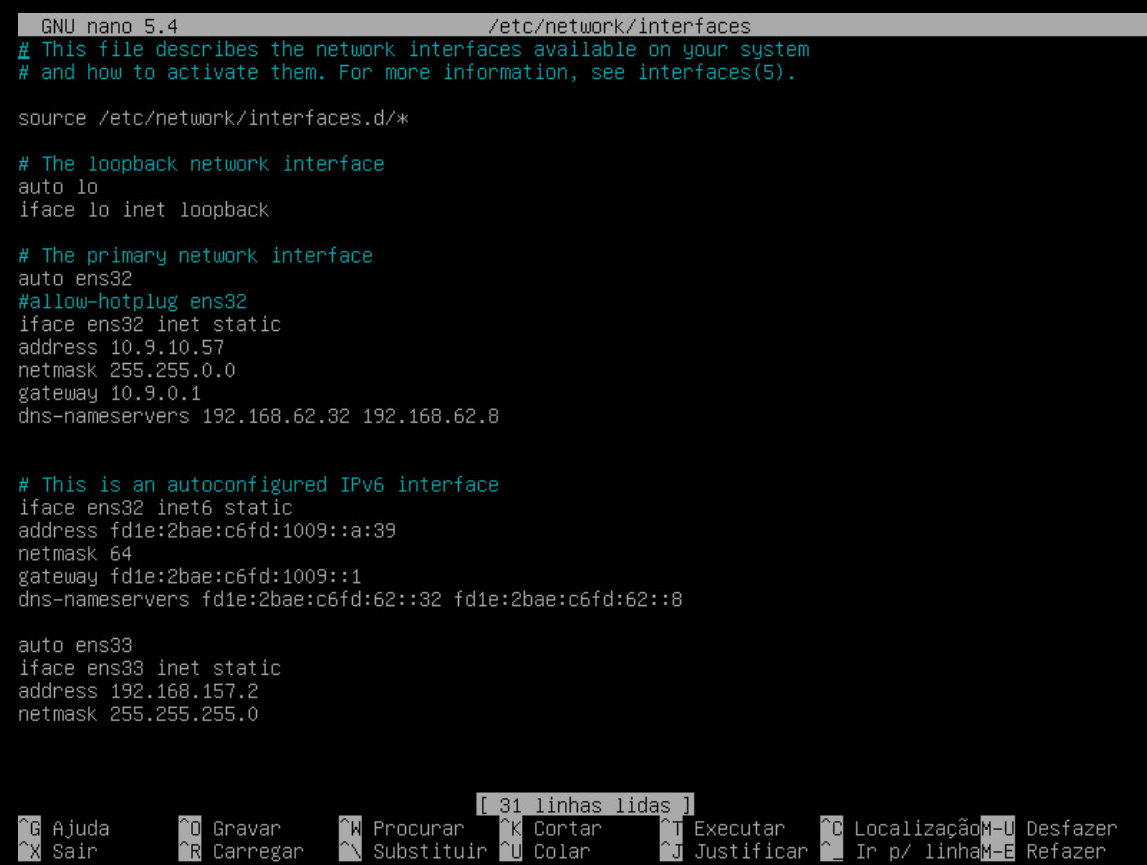 GNU nano 5.4 /etc/network/interfaces
# This file describes the network interfaces available on your system
# and how to activate them. For more information, see interfaces(5).
source /etc/network/interfaces.d/*
# The loopback network interface
auto lo
iface lo inet loopback
# The primary network interface
auto ens32
#allow-hotplug ens32
iface ens32 inet static
address 10.9.10.57
netmask 255.255.0.0
gateway 10.9.0.1
dns-nameservers 192.168.62.32 192.168.62.8
# This is an autoconfigured IPv6 interface
iface ens32 inet6 static
address fd1e:2bae:c6fd:1009::a:39
netmask 64
gateway fd1e:2bae:c6fd:1009::1
dns-nameservers fd1e:2bae:c6fd:62::32 fd1e:2bae:c6fd:62::8
auto ens33
iface ens33 inet static
address 192.168.157.2
netmask 255.255.255.0
[ 31 linhas lidas ]
^G Ajuda ^O Gravar ^W Procurar ^K Cortar ^T Executar ^C Localização M-U Desfazer
^X Sair ^R Carregar ^\ Substituir ^U Colar ^J Justificar ^_ Ir p/ linha M-E Refazer